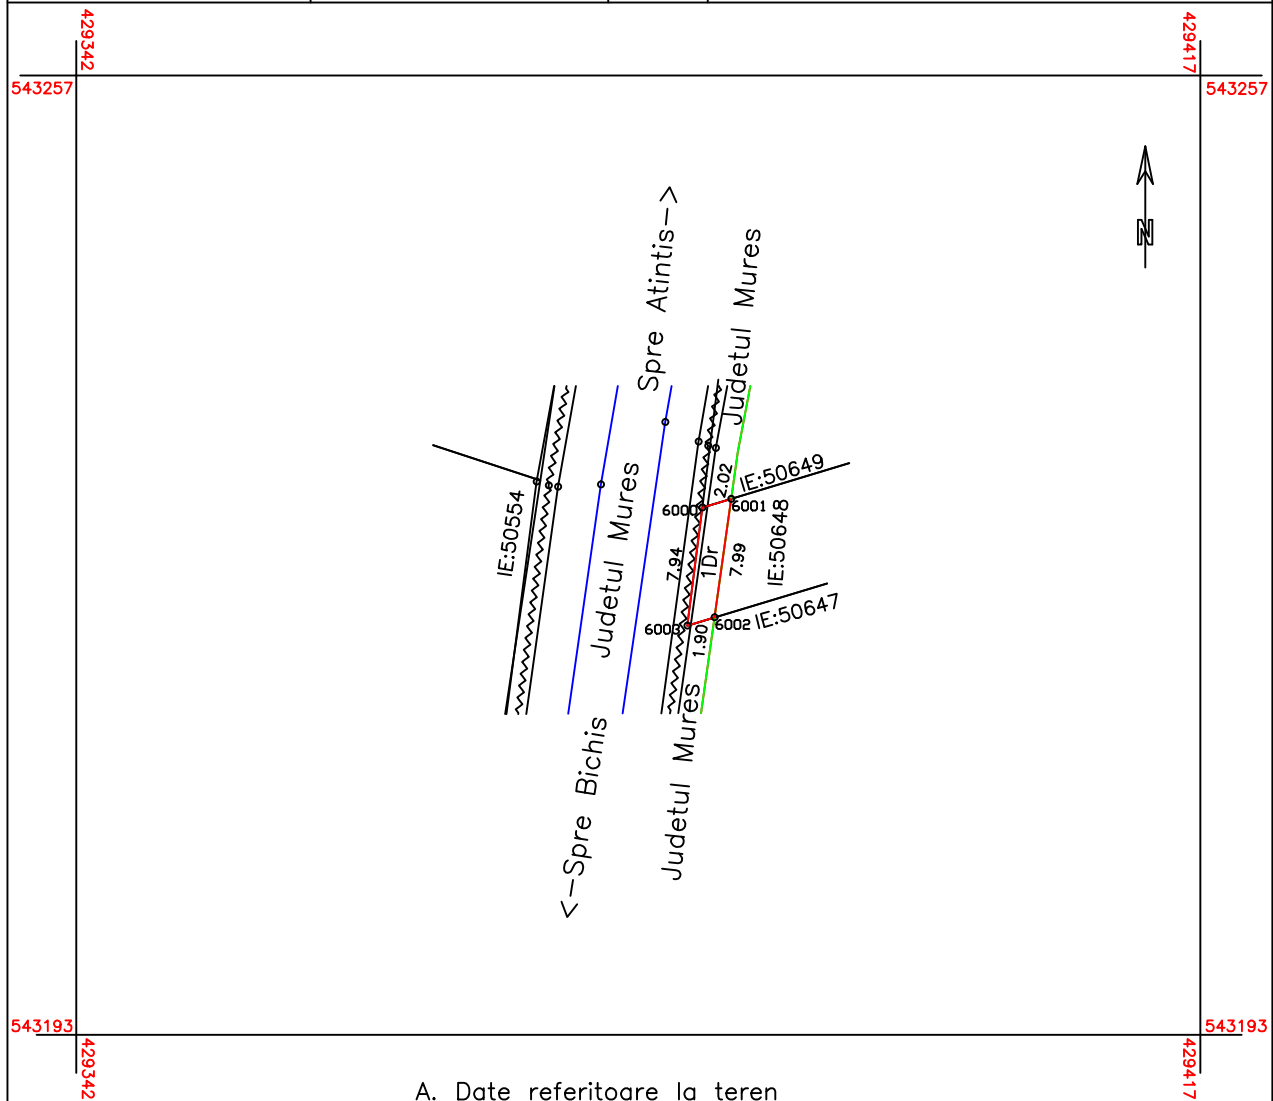 429342
429417
543257
543257
N
Spre Atintis->
Judetul Mures
IE:50649
2.02
6000
6001
IE:50554
Judetul Mures
7.94
1Dr
7.99
IE:50648
6003
1.90
6002
IE:50647
Judetul Mures
<-Spre Bichis
543193
543193
429342
429417
A. Date referitoare la teren